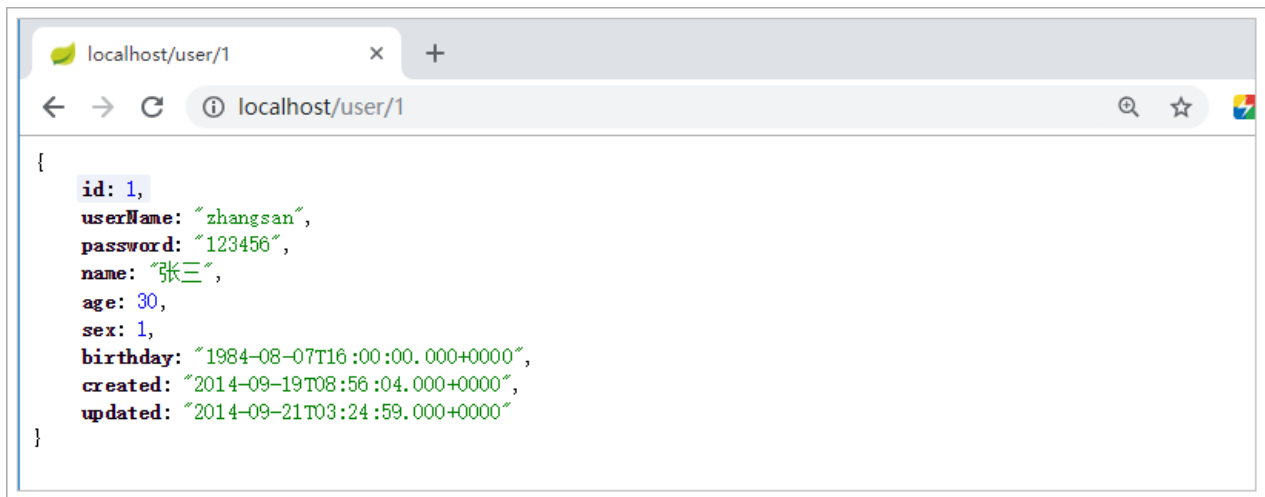 localhost/user/1
localhost/user/1
{
id: 1,
userName: "zhangsan",
password: "123456",
name: "张三",
age: 30,
sex: 1,
birthday: "1984-08-07T16:00:00.000+0000",
created: "2014-09-19T08:56:04.000+0000",
updated: "2014-09-21T03:24:59.000+0000"
}